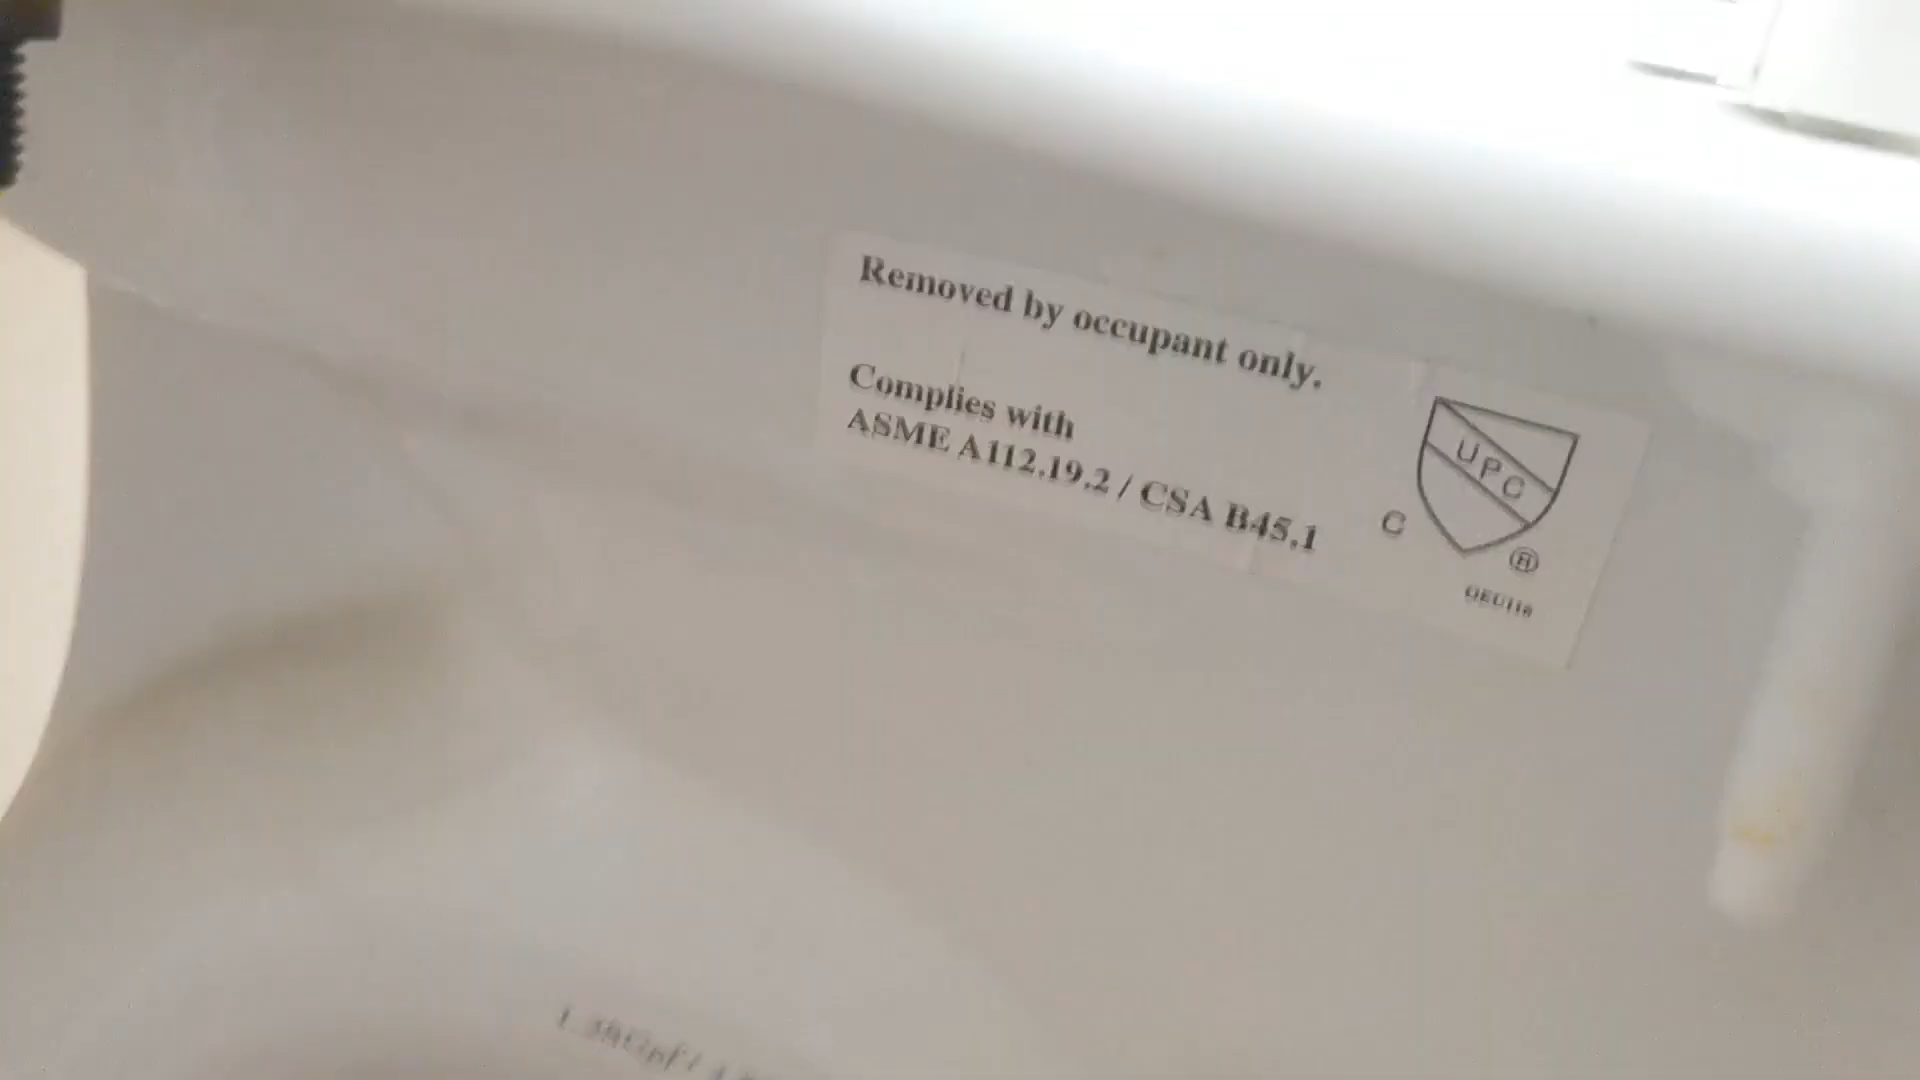 Removed by occupant only.
Complies with
ASME A112.19.2 / CSA B45.1
UPC
C
®